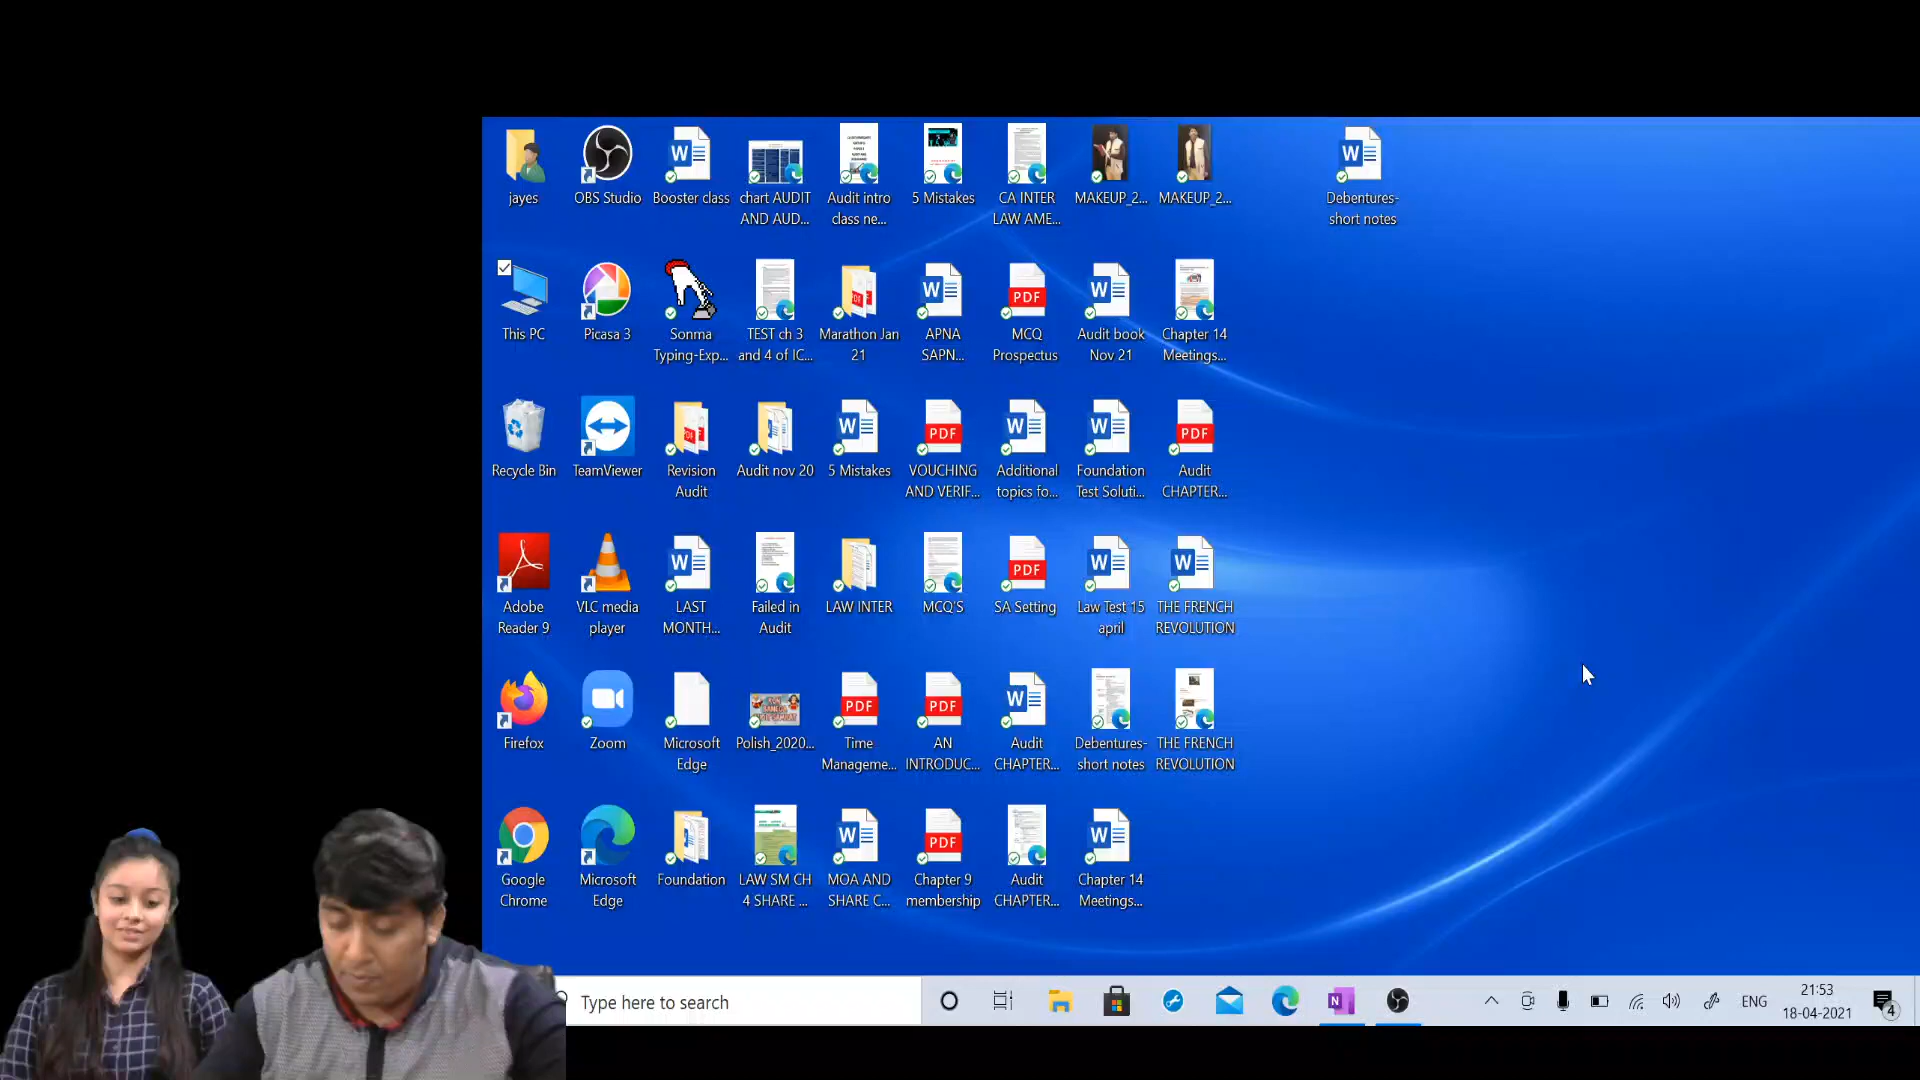 jayes
OBS Studio
Booster class
chart AUDIT
AND AUD...
Audit intro
class ne...
5 Mistakes
CA INTER
LAW AME...
MAKEUP_2...
MAKEUP_2...
Debentures-
short notes
This PC
Picasa 3
Sonma
Typing-Exp...
TEST ch 3
and 4 of IC...
Marathon Jan
21
APNA
SAPN...
MCQ
Prospectus
Audit book
Nov 21
Chapter 14
Meetings...
Recycle Bin
TeamViewer
Revision
Audit
Audit nov 20
5 Mistakes
VOUCHING
AND VERIF...
Additional
topics fo...
Foundation
Test Soluti...
Audit
CHAPTER...
Adobe
Reader 9
VLC media
player
LAST
MONTH...
Failed in
Audit
LAW INTER
MCQ'S
SA Setting
Law Test 15
april
THE FRENCH
REVOLUTION
Firefox
Zoom
Microsoft
Edge
Polish_2020...
Time
Manageme...
AN
INTRODUC...
Audit
CHAPTER...
Debentures-
short notes
THE FRENCH
REVOLUTION
Google
Chrome
Microsoft
Edge
Foundation
LAW SM CH
4 SHARE ...
MOA AND
SHARE C...
Chapter 9
membership
Audit
CHAPTER...
Chapter 14
Meetings...
Type here to search
ENG
21:53
18-04-2021
4